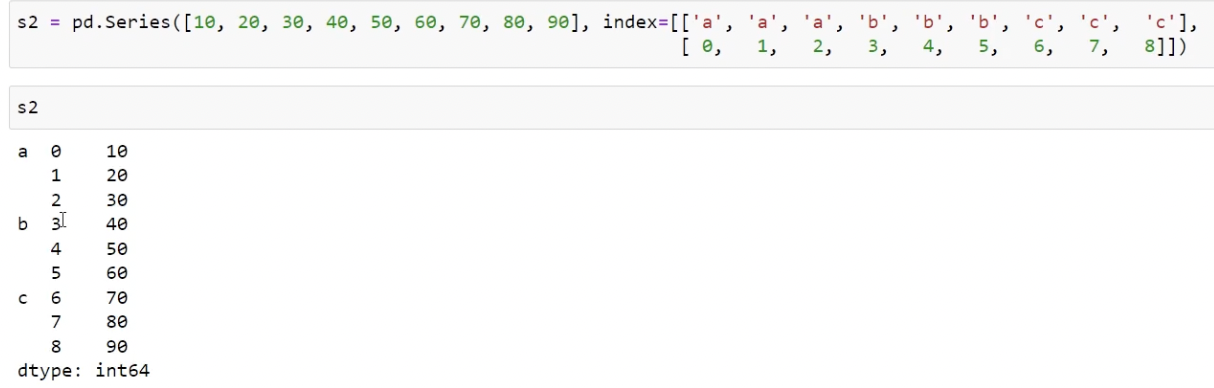 s2 = pd.Series([10, 20, 30, 40, 50, 60, 70, 80, 90], index=[['a', 'a', 'a', 'b', 'b', 'b', 'c', 'c', 'c'],
[ 0, 1, 2, 3, 4, 5, 6, 7, 8]])
s2
a 0 10
1 20
2 30
b 3 40
4 50
5 60
c 6 70
7 80
8 90
dtype: int64